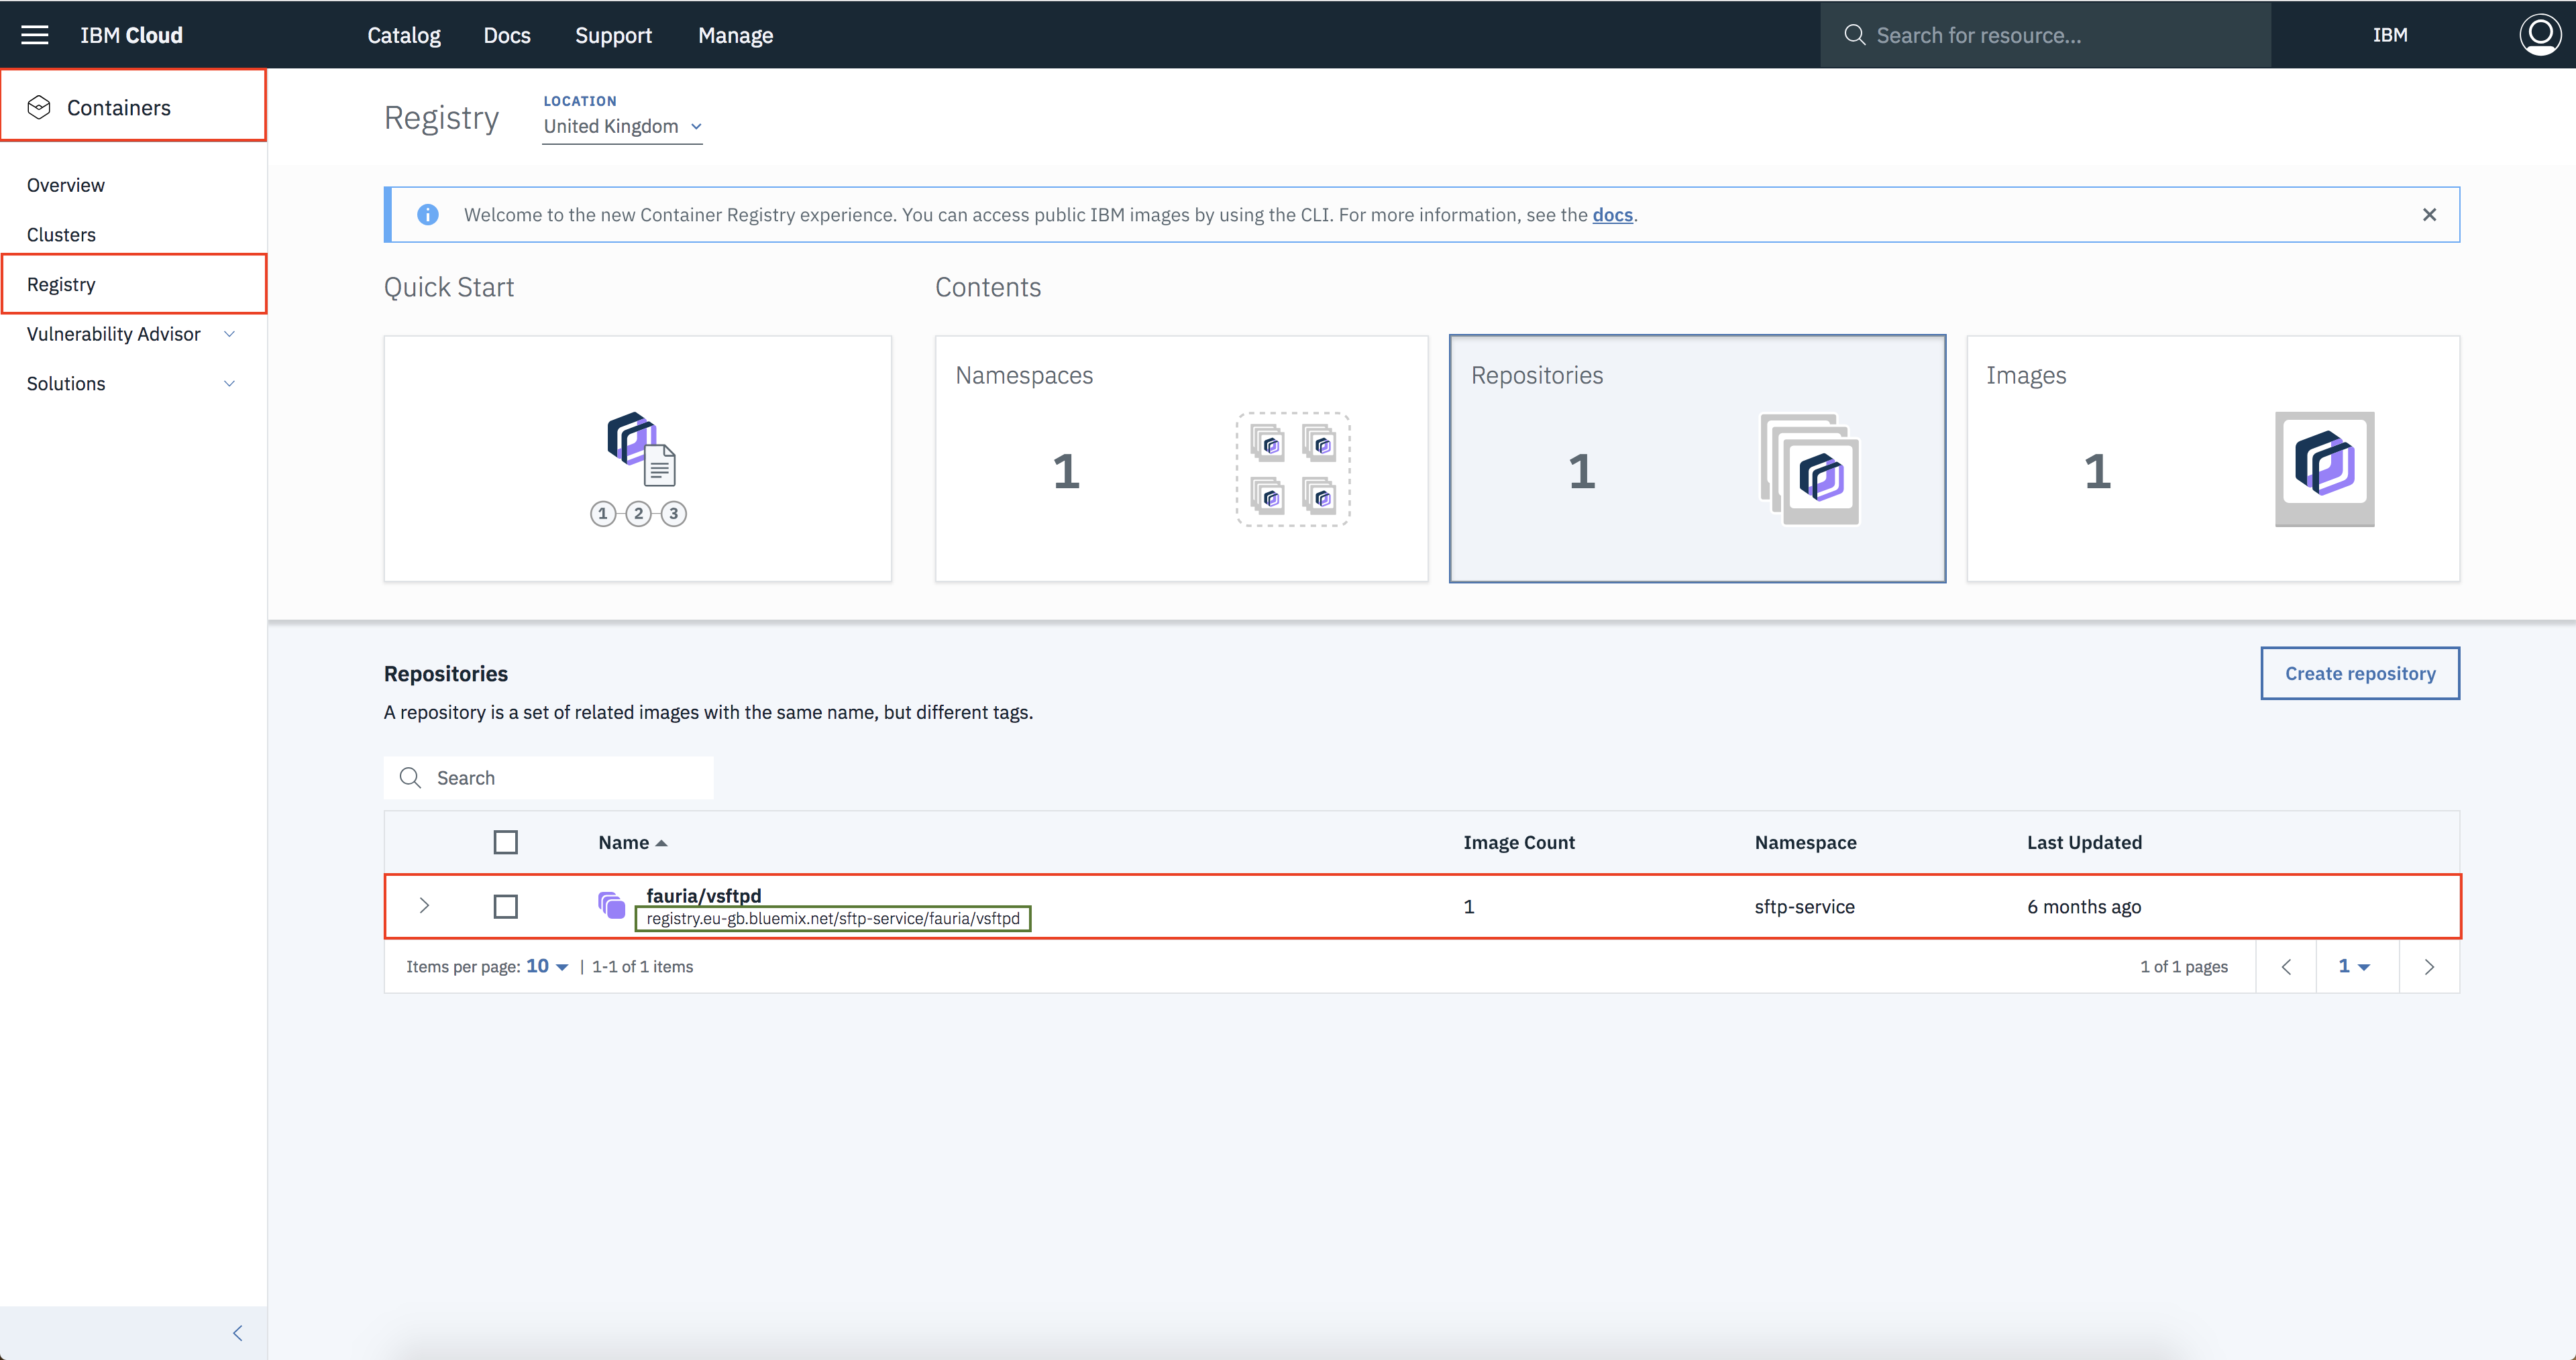 IBM Cloud
Catalog
Docs
Support
Manage
Search for resource...
IBM
Containers
Overview
Clusters
Registry
Vulnerability Advisor
Solutions
Registry
LOCATION
United Kingdom
Welcome to the new Container Registry experience. You can access public IBM images by using the CLI. For more information, see the docs.
Quick Start
Contents
1 2 3
Namespaces
1
Repositories
1
Images
1
Repositories
Create repository
A repository is a set of related images with the same name, but different tags.
Search
Name
Image Count
Namespace
Last Updated
fauria/vsftpd
registry.eu-gb.bluemix.net/sftp-service/fauria/vsftpd
1
sftp-service
6 months ago
Items per page: 10 | 1-1 of 1 items
1 of 1 pages
1